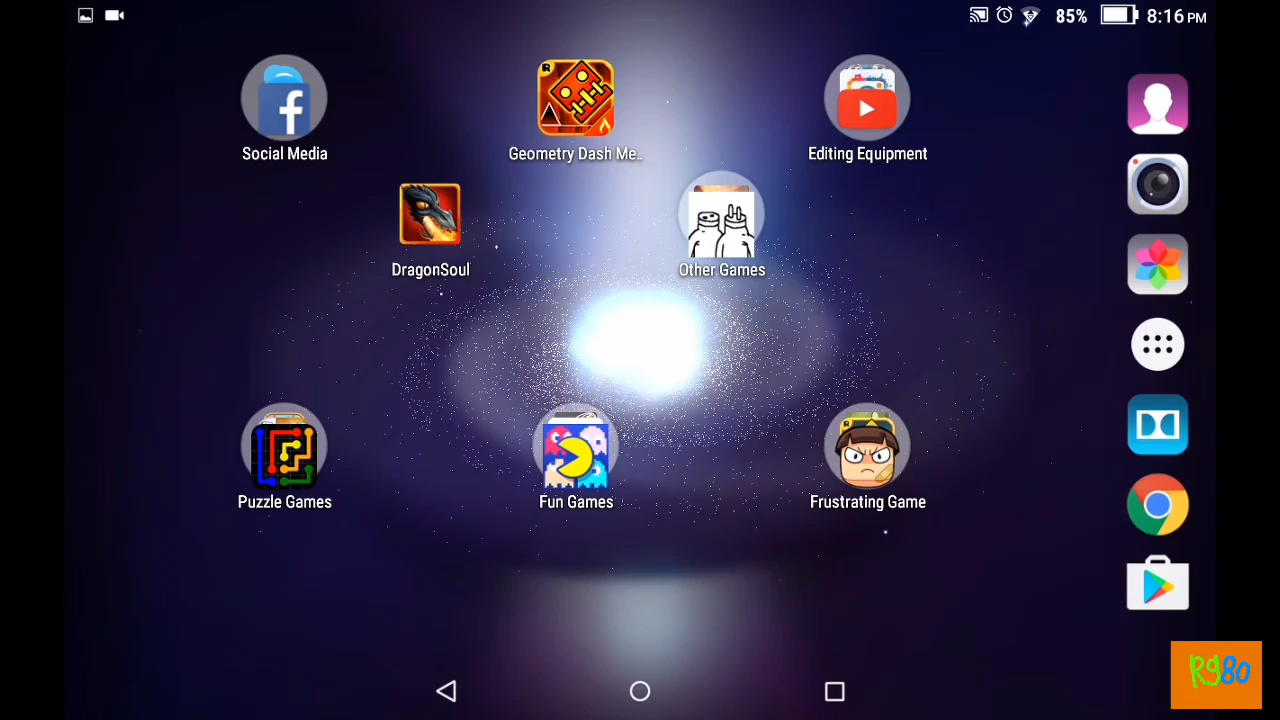 85% 8:16 PM
Social Media
Geometry Dash Me..
Editing Equipment
DragonSoul
Other Games
Puzzle Games
Fun Games
Frustrating Game
Rg80